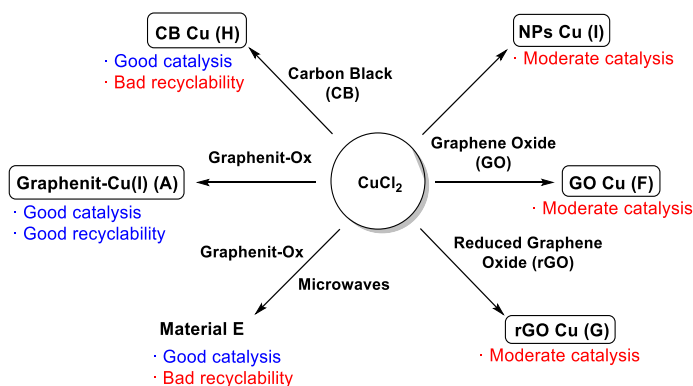 CB Cu (H)
· Good catalysis
· Bad recyclability
NPs Cu (I)
· Moderate catalysis
Carbon Black
(CB)
Graphene Oxide
(GO)
Graphenit-Ox
CuCl2
Graphenit-Cu(I) (A)
· Good catalysis
· Good recyclability
GO Cu (F)
· Moderate catalysis
Graphenit-Ox
Microwaves
Reduced Graphene
Oxide (rGO)
Material E
· Good catalysis
· Bad recyclability
rGO Cu (G)
· Moderate catalysis